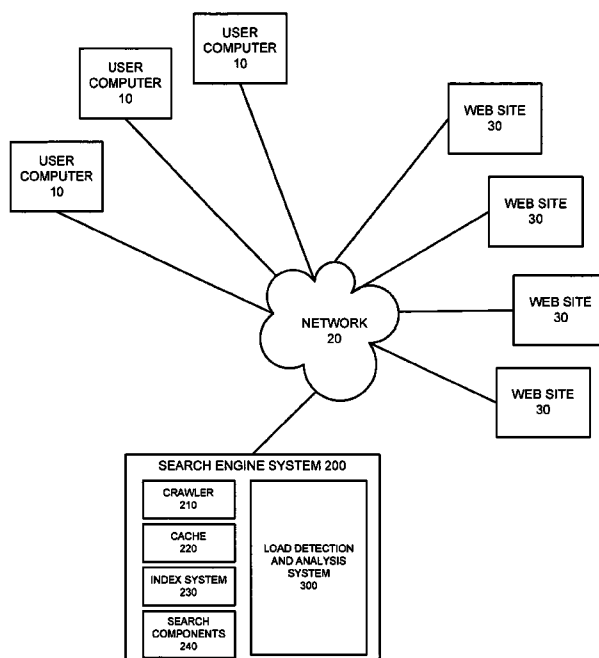 USER
COMPUTER
10
USER
COMPUTER
10
USER
COMPUTER
10
WEB SITE
30
WEB SITE
30
WEB SITE
30
WEB SITE
30
NETWORK
20
SEARCH ENGINE SYSTEM 200
CRAWLER
210
CACHE
220
INDEX SYSTEM
230
SEARCH
COMPONENTS
240
LOAD DETECTION
AND ANALYSIS
SYSTEM
300